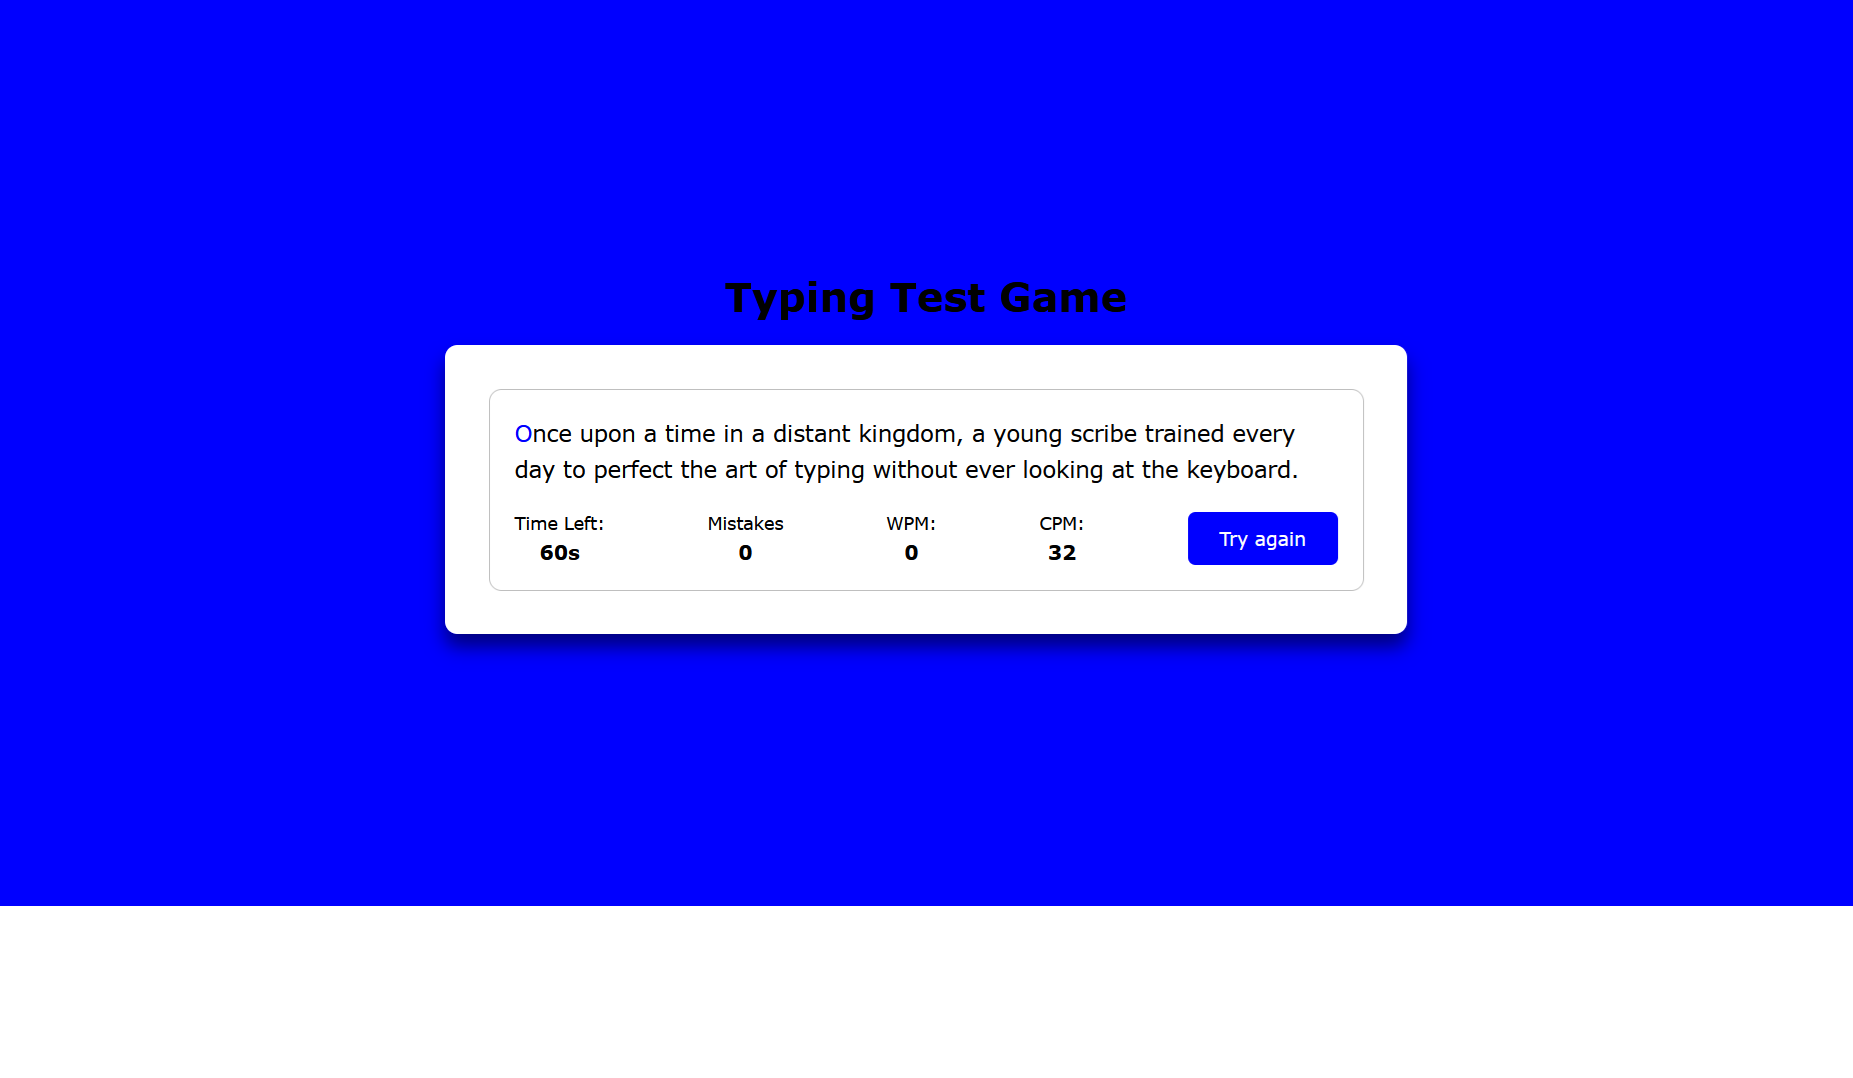 Typing Test Game
Once upon a time in a distant kingdom, a young scribe trained every
day to perfect the art of typing without ever looking at the keyboard.
Time Left: Mistakes WPM: CPM:
60s 0 0 32
Try again